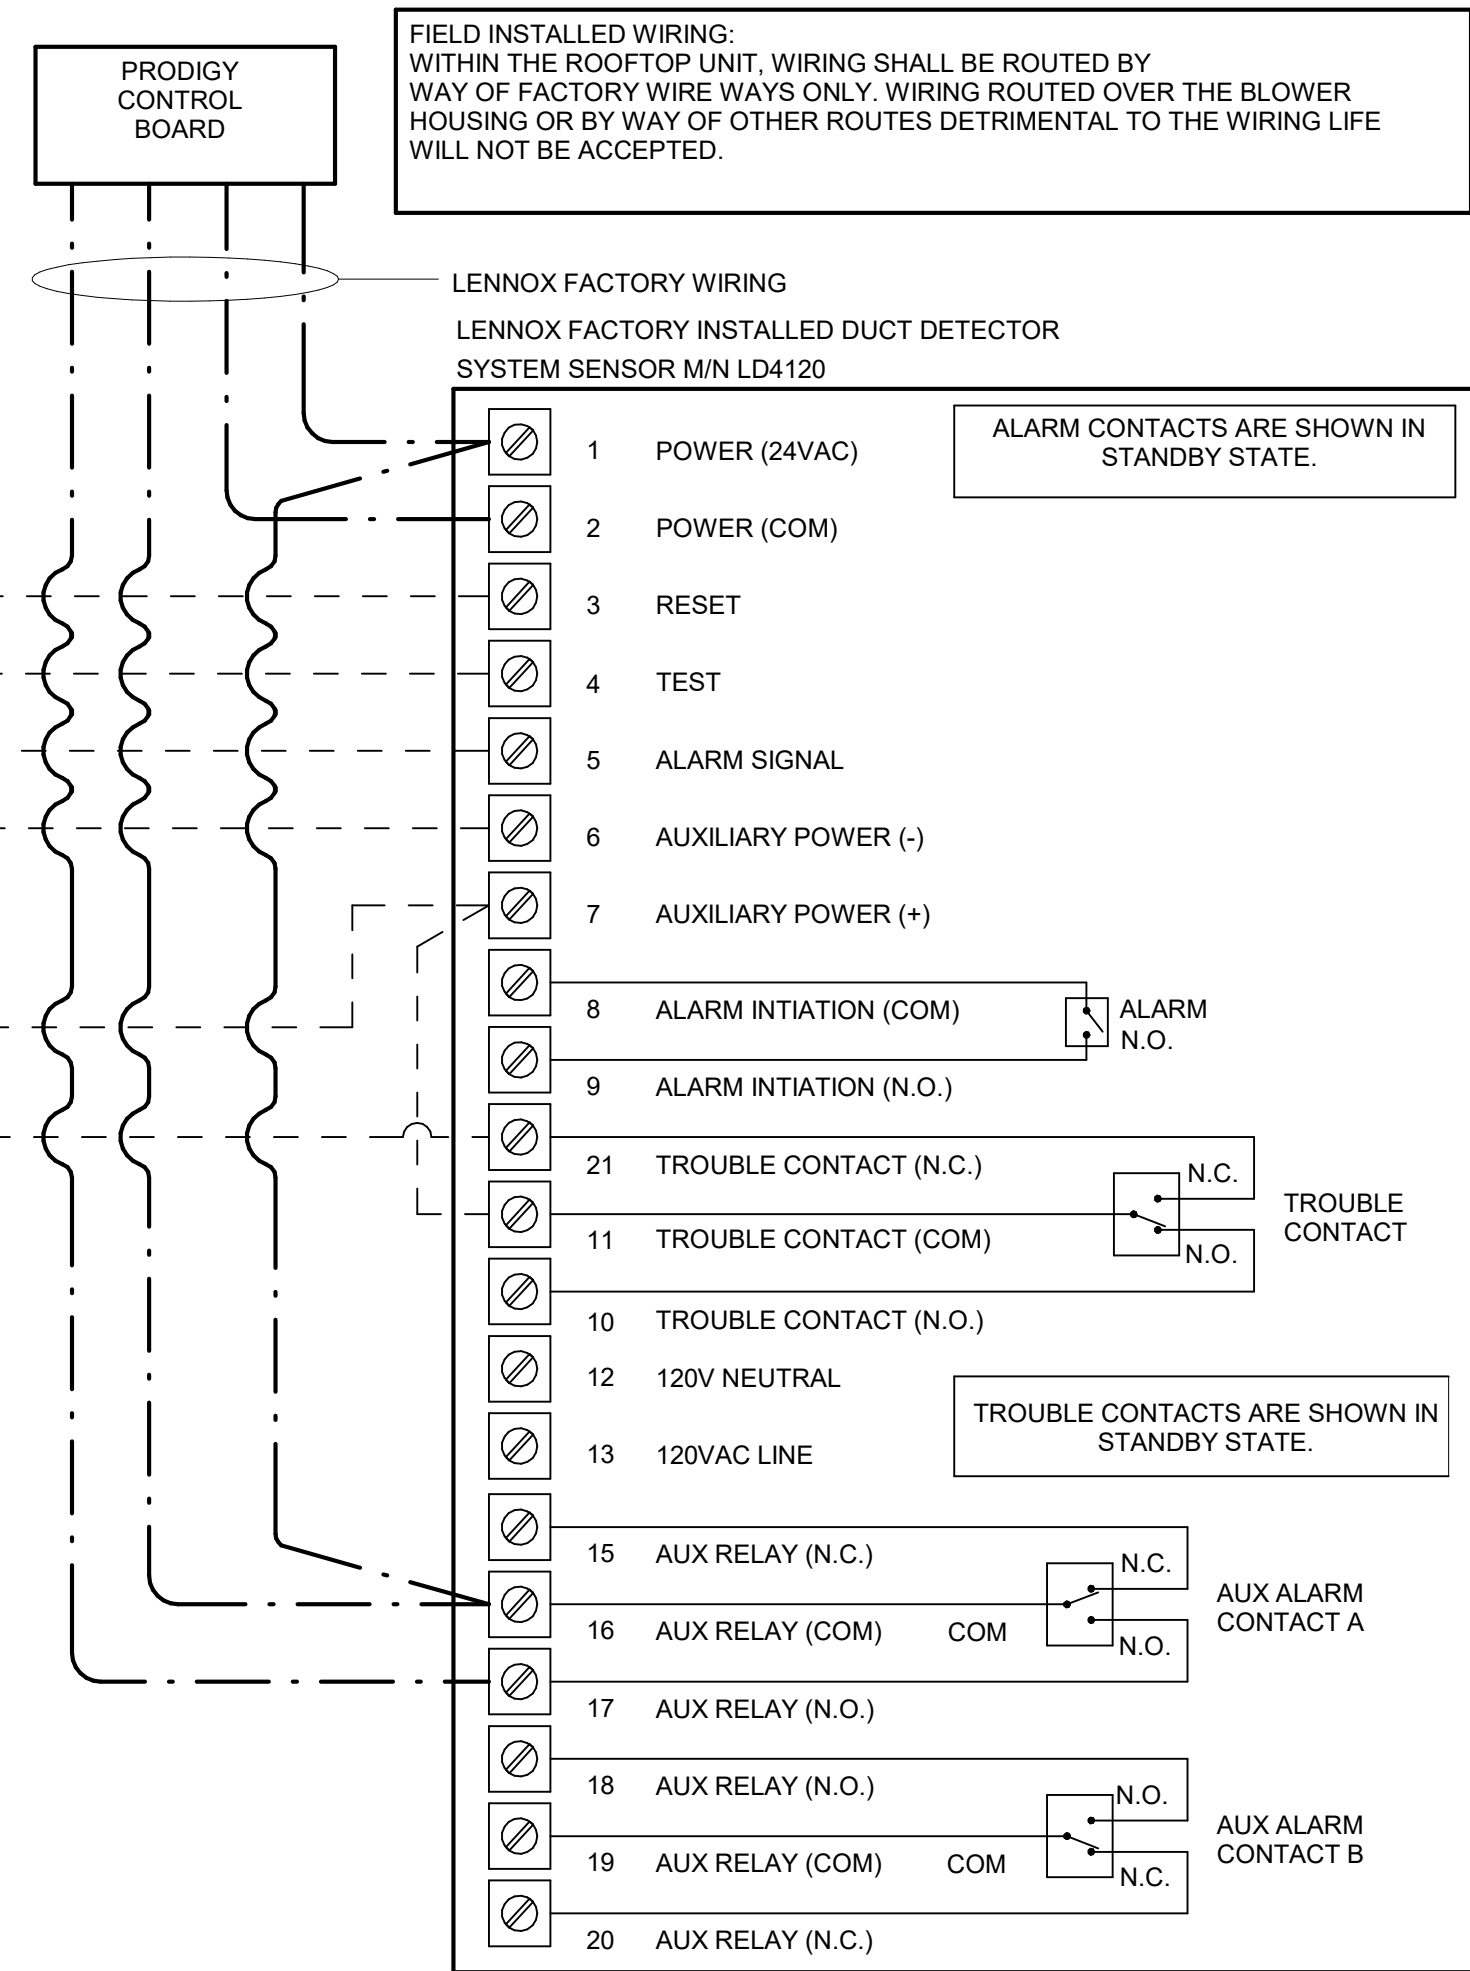 PRODIGY
CONTROL
BOARD
FIELD INSTALLED WIRING:
WITHIN THE ROOFTOP UNIT, WIRING SHALL BE ROUTED BY
WAY OF FACTORY WIRE WAYS ONLY. WIRING ROUTED OVER THE BLOWER
HOUSING OR BY WAY OF OTHER ROUTES DETRIMENTAL TO THE WIRING LIFE
WILL NOT BE ACCEPTED.
LENNOX FACTORY WIRING
LENNOX FACTORY INSTALLED DUCT DETECTOR
SYSTEM SENSOR M/N LD4120
ALARM CONTACTS ARE SHOWN IN
STANDBY STATE.
1 POWER (24VAC)
2 POWER (COM)
3 RESET
4 TEST
5 ALARM SIGNAL
6 AUXILIARY POWER (-)
7 AUXILIARY POWER (+)
8 ALARM INTIATION (COM)
ALARM
N.O.
9 ALARM INTIATION (N.O.)
21 TROUBLE CONTACT (N.C.)
N.C.
TROUBLE
CONTACT
11 TROUBLE CONTACT (COM)
N.O.
10 TROUBLE CONTACT (N.O.)
12 120V NEUTRAL
TROUBLE CONTACTS ARE SHOWN IN
STANDBY STATE.
13 120VAC LINE
15 AUX RELAY (N.C.)
N.C.
AUX ALARM
CONTACT A
16 AUX RELAY (COM) COM
N.O.
17 AUX RELAY (N.O.)
18 AUX RELAY (N.O.)
N.O.
AUX ALARM
CONTACT B
19 AUX RELAY (COM) COM
N.C.
20 AUX RELAY (N.C.)